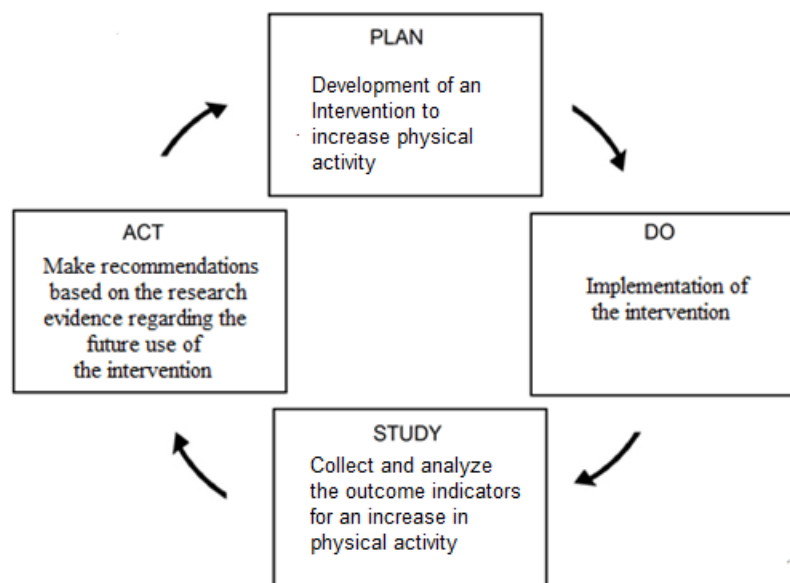 PLAN
Development of an
Intervention to
increase physical
activity
DO
Implementation of
the intervention
STUDY
Collect and analyze
the outcome indicators
for an increase in
physical activity
ACT
Make recommendations
based on the research
evidence regarding the
future use of
the intervention